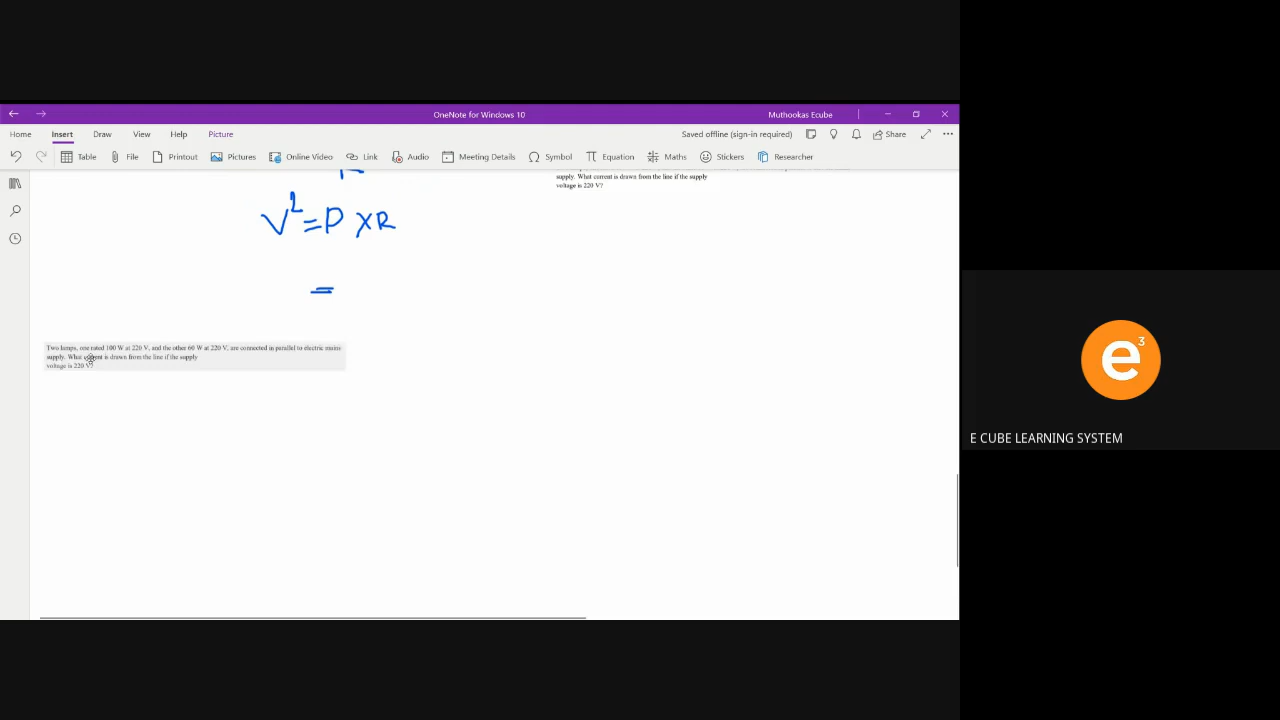 OneNote for Windows 10
Muthookas Ecube
Home Insert Draw View Help Picture
Saved offline (sign-in required)
Share
Table File Printout Pictures Online Video Link Audio Meeting Details Symbol Equation Maths Stickers Researcher
supply. What current is drawn from the line if the supply
voltage is 220 V?
R
V² = P × R
=
Two lamps, one rated 100 W at 220 V, and the other 60 W at 220 V, are connected in parallel to electric mains
supply. What current is drawn from the line if the supply
voltage is 220 V?
e³
E CUBE LEARNING SYSTEM